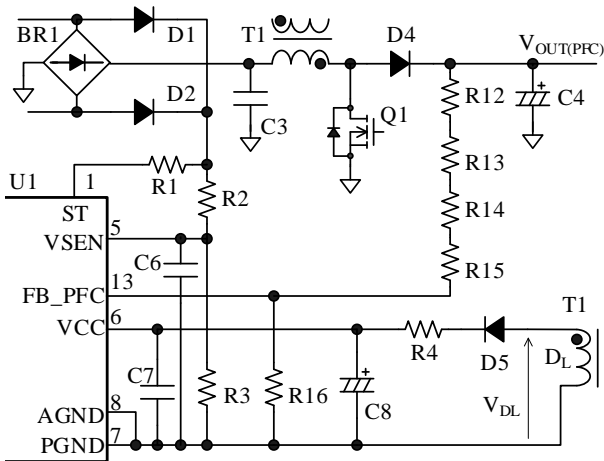 BR1
D1
T1
D4
VOUT(PFC)
D2
C3
Q1
R12
C4
R13
U1
1
R1
R2
R14
ST
5
VSEN
C6
R15
13
FB_PFC
6
VCC
T1
R4
D5
DL
C7
R3
R16
C8
VDL
AGND
8
PGND
7